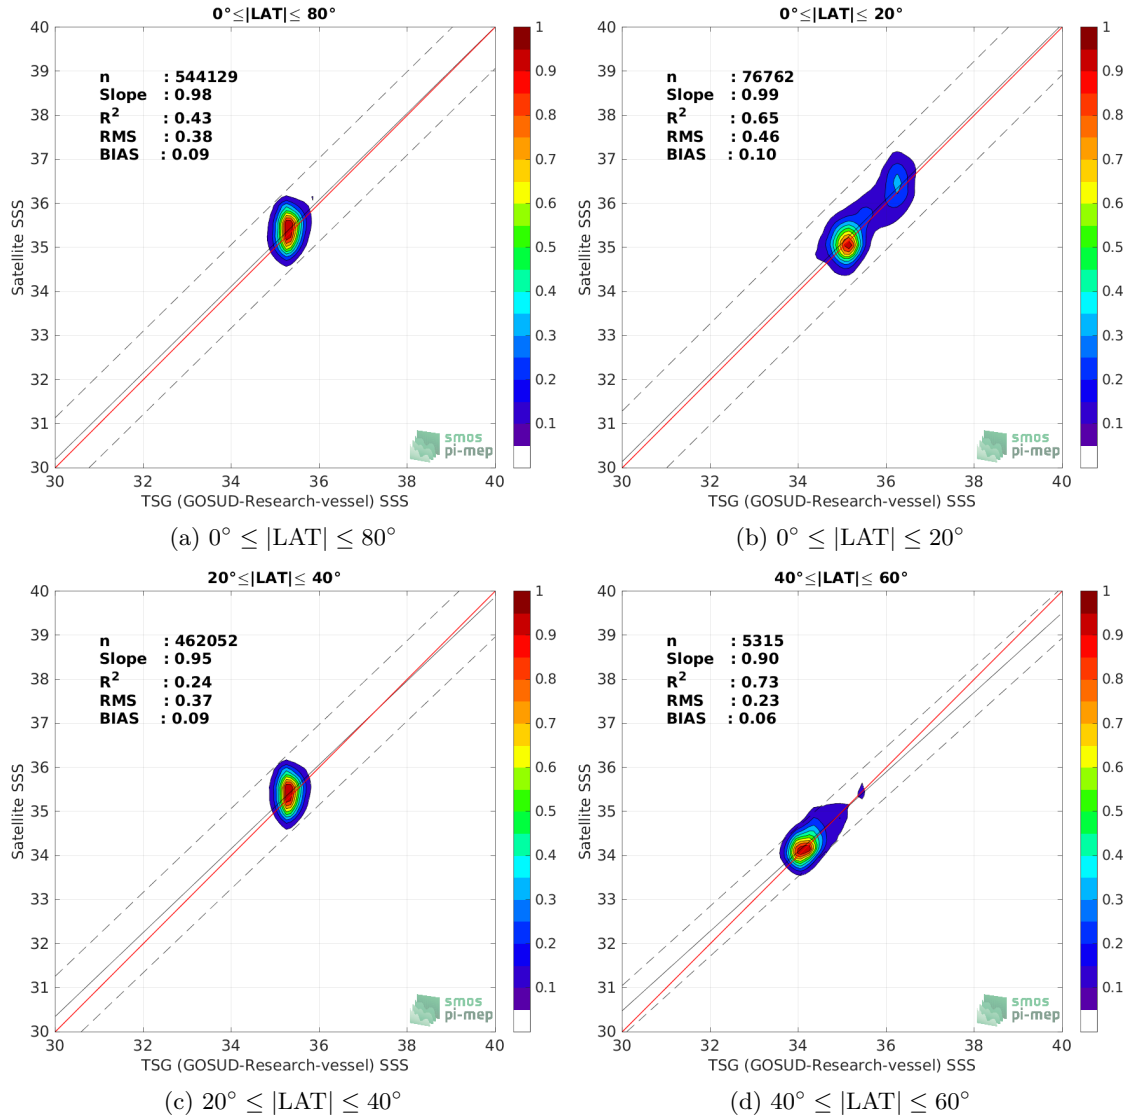 0°≤|LAT|≤ 80°
n : 544129
Slope : 0.98
R² : 0.43
RMS : 0.38
BIAS : 0.09
Satellite SSS
40
39
38
37
36
35
34
33
32
31
30
30 32 34 36 38 40
TSG (GOSUD-Research-vessel) SSS
smos
pi-mep
1
0.9
0.8
0.7
0.6
0.5
0.4
0.3
0.2
0.1
(a) 0° ≤ |LAT| ≤ 80°
0°≤|LAT|≤ 20°
n : 76762
Slope : 0.99
R² : 0.65
RMS : 0.46
BIAS : 0.10
Satellite SSS
40
39
38
37
36
35
34
33
32
31
30
30 32 34 36 38 40
TSG (GOSUD-Research-vessel) SSS
smos
pi-mep
1
0.9
0.8
0.7
0.6
0.5
0.4
0.3
0.2
0.1
(b) 0° ≤ |LAT| ≤ 20°
20°≤|LAT|≤ 40°
n : 462052
Slope : 0.95
R² : 0.24
RMS : 0.37
BIAS : 0.09
Satellite SSS
40
39
38
37
36
35
34
33
32
31
30
30 32 34 36 38 40
TSG (GOSUD-Research-vessel) SSS
smos
pi-mep
1
0.9
0.8
0.7
0.6
0.5
0.4
0.3
0.2
0.1
(c) 20° ≤ |LAT| ≤ 40°
40°≤|LAT|≤ 60°
n : 5315
Slope : 0.90
R² : 0.73
RMS : 0.23
BIAS : 0.06
Satellite SSS
40
39
38
37
36
35
34
33
32
31
30
30 32 34 36 38 40
TSG (GOSUD-Research-vessel) SSS
smos
pi-mep
1
0.9
0.8
0.7
0.6
0.5
0.4
0.3
0.2
0.1
(d) 40° ≤ |LAT| ≤ 60°